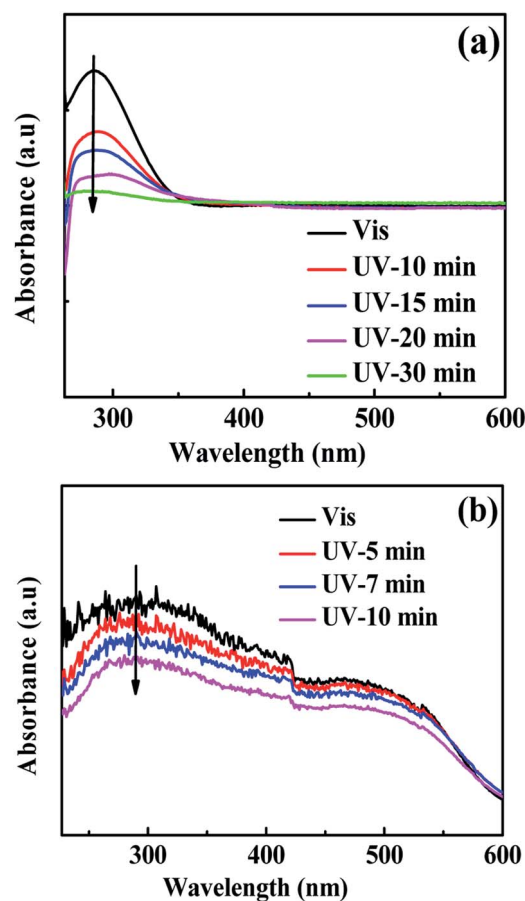 (a)
Absorbance (a.u)
Vis
UV-10 min
UV-15 min
UV-20 min
UV-30 min
300
400
500
600
Wavelength (nm)
(b)
Absorbance (a.u)
Vis
UV-5 min
UV-7 min
UV-10 min
300
400
500
600
Wavelength (nm)